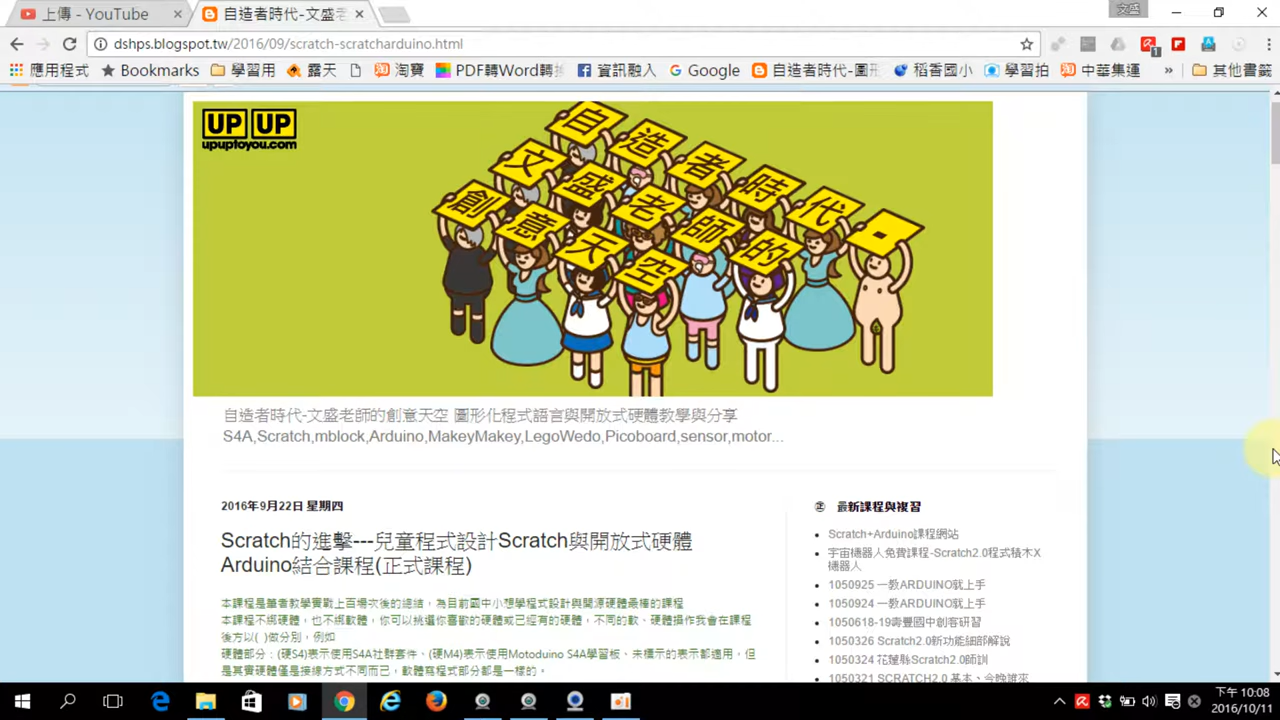 上傳 - YouTube
自造者時代-文盛老
文盛
dshps.blogspot.tw/2016/09/scratch-scratcharduino.html
應用程式
Bookmarks
學習用
露天
淘寶
PDF轉Word轉換
資訊融入
Google
自造者時代-圖形
稻香國小
學習拍
中華集運
»
其他書籤
UP UP
upuptoyou.com
自造者時代-
文盛老師的
創意天空
自造者時代-文盛老師的創意天空 圖形化程式語言與開放式硬體教學與分享
S4A,Scratch,mblock,Arduino,MakeyMakey,LegoWedo,Picoboard,sensor,motor...
2016年9月22日 星期四
Scratch的進擊---兒童程式設計Scratch與開放式硬體
Arduino結合課程(正式課程)
本課程是筆者教學實戰上百場次後的總結，為目前國中小想學程式設計與開源硬體最棒的課程
本課程不綁硬體，也不綁軟體，你可以挑選你喜歡的硬體或已經有的硬體，不同的軟、硬體操作我會在課程
後方以( )做分別，例如
硬體部分：(硬S4)表示使用S4A社群套件、(硬M4)表示使用Motoduino S4A學習板、未標示的表示都適用，但
是其實硬體僅是接線方式不同而已，軟體寫程式部分都是一樣的。
㊣ 最新課程與複習
Scratch+Arduino課程網站
宇宙機器人免費課程-Scratch2.0程式積木X
機器人
1050925 一教ARDUINO就上手
1050924 一教ARDUINO就上手
1050618-19壽豐國中創客研習
1050326 Scratch2.0新功能細部解說
1050324 花蓮縣Scratch2.0師訓
1050321 SCRATCH2.0 基本、今晚誰來
下午 10:08
2016/10/11